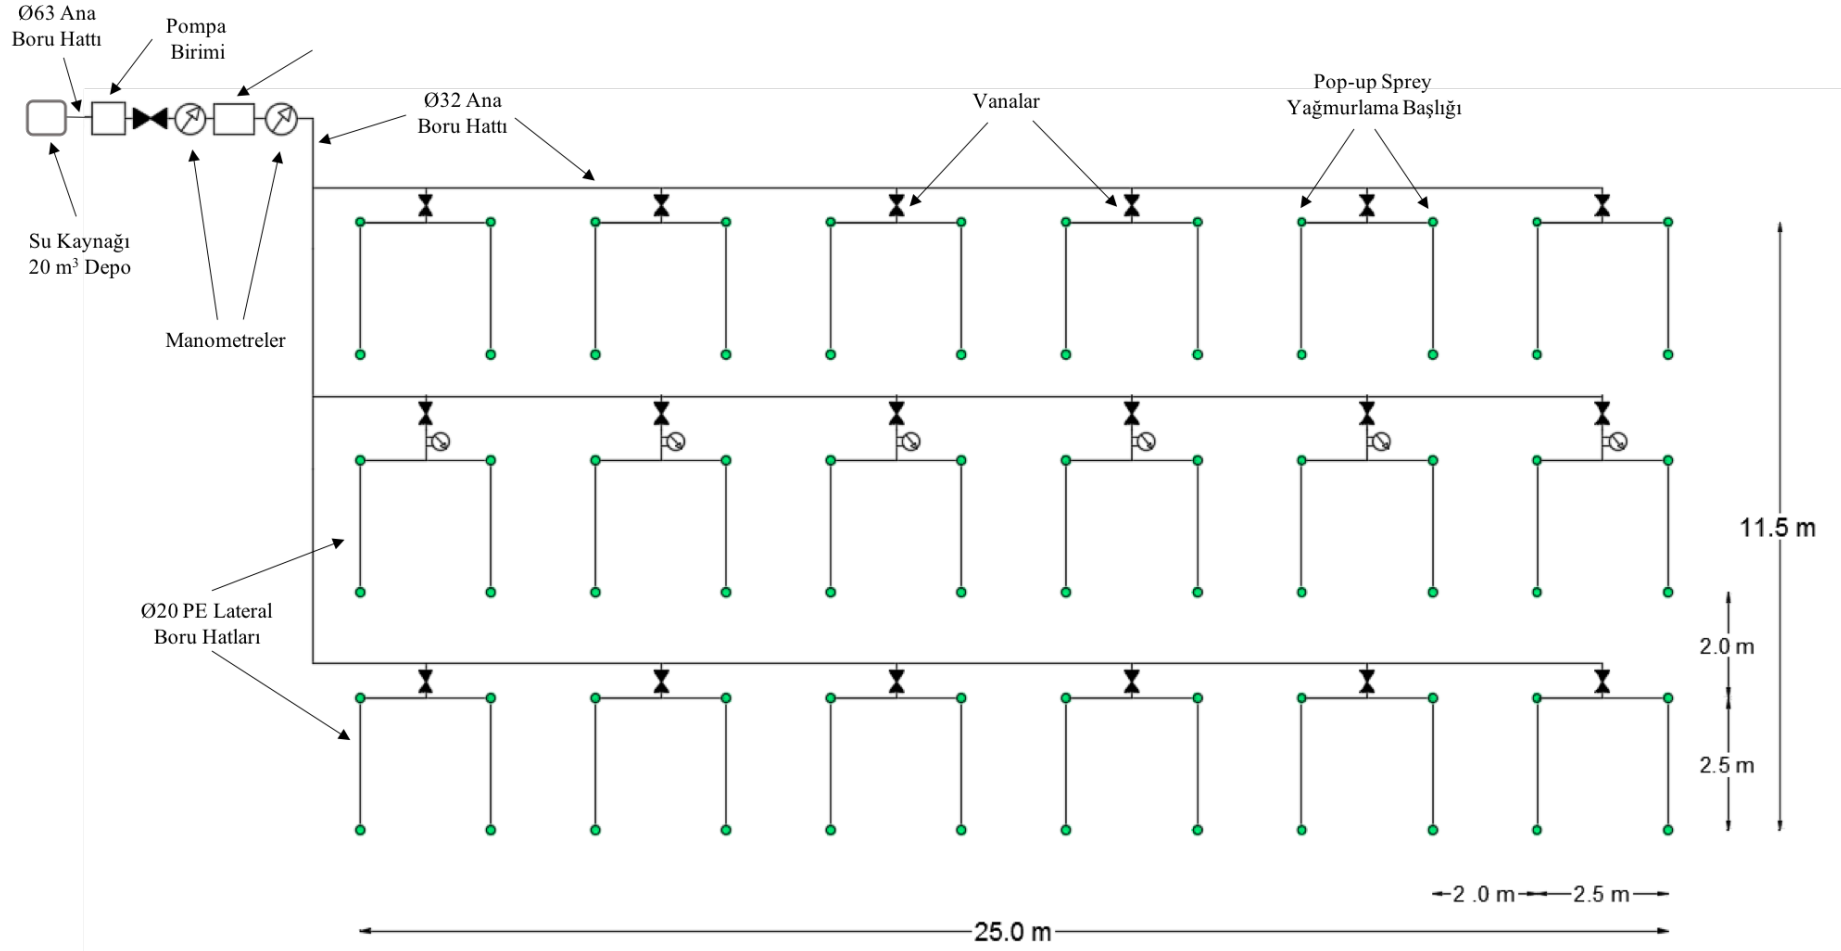 Ø63 Ana
Boru Hattı
Pompa
Birimi
Ø32 Ana
Boru Hattı
Vanalar
Pop-up Sprey
Yağmurlama Başlığı
Su Kaynağı
20 m³ Depo
Manometreler
11.5 m
Ø20 PE Lateral
Boru Hatları
2.0 m
2.5 m
2 .0 m
2.5 m
25.0 m